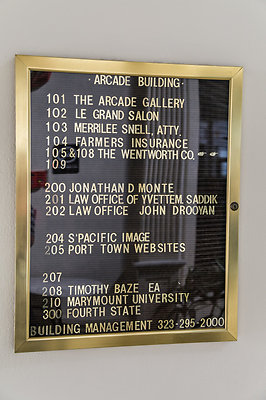 · ARCADE BUILDING ·
101 THE ARCADE GALLERY
102 LE GRAND SALON
103 MERRILEE SNELL, ATTY.
104 FARMERS INSURANCE
105 & 108 THE WENTWORTH CO. ☞ ☞
109
200 JONATHAN D MONTE
201 LAW OFFICE OF YVETTEM. SADDIK
202 LAW OFFICE JOHN DROOYAN
204 S'PACIFIC IMAGE
205 PORT TOWN WEBSITES
207
208 TIMOTHY BAZE EA
210 MARYMOUNT UNIVERSITY
300 FOURTH STATE
BUILDING MANAGEMENT 323-295-2000